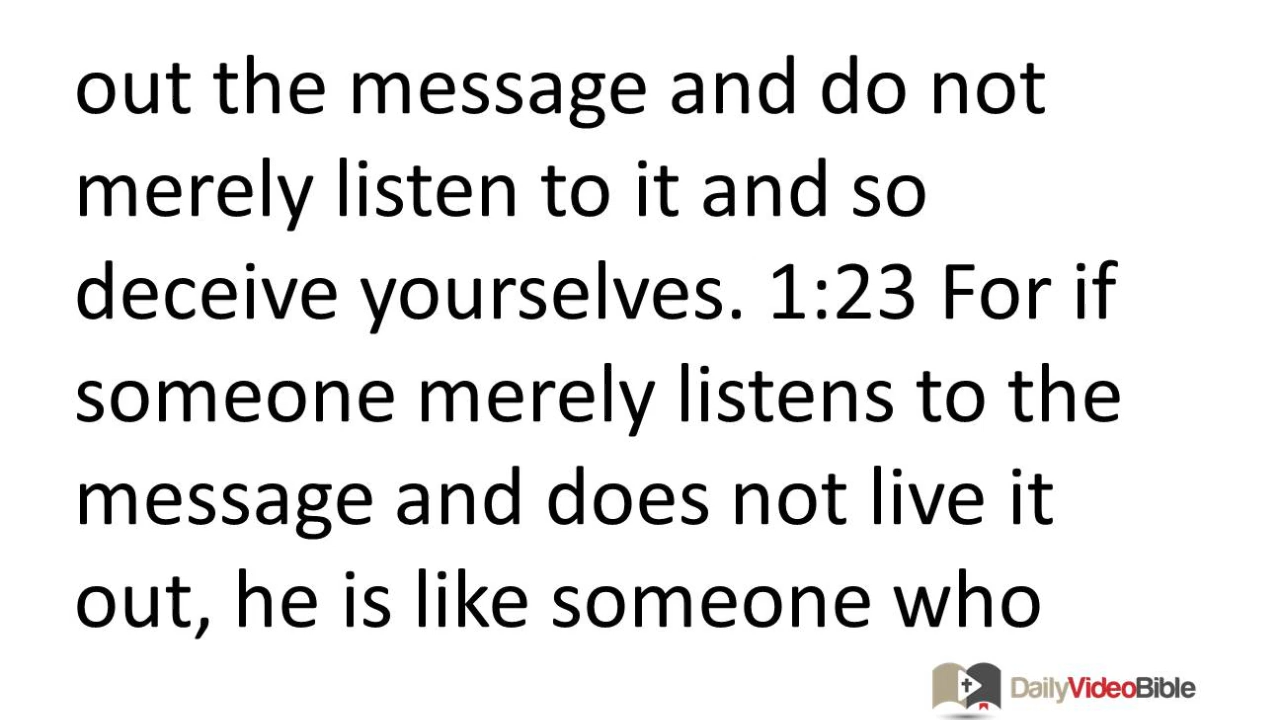 out the message and do not
merely listen to it and so
deceive yourselves. 1:23 For if
someone merely listens to the
message and does not live it
out, he is like someone who
DailyVideoBible